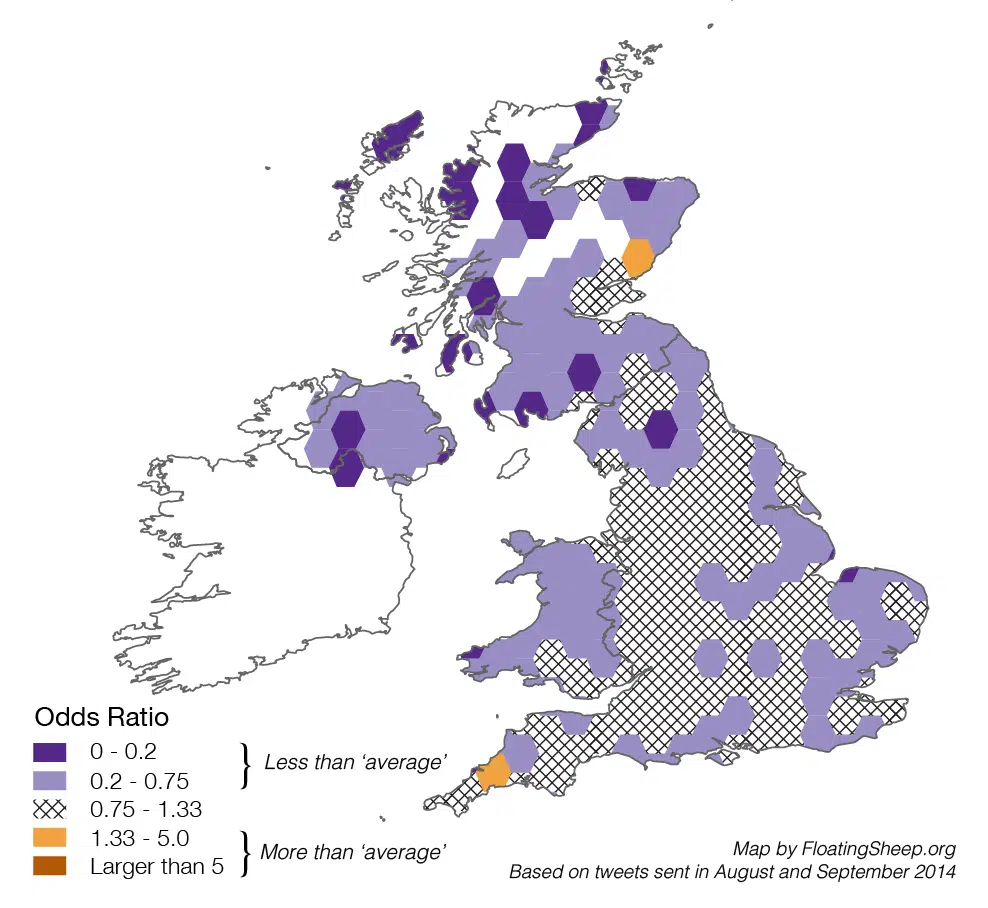 Odds Ratio
0 - 0.2
0.2 - 0.75
Less than ‘average’
0.75 - 1.33
1.33 - 5.0
Larger than 5
More than ‘average’
Map by FloatingSheep.org
Based on tweets sent in August and September 2014